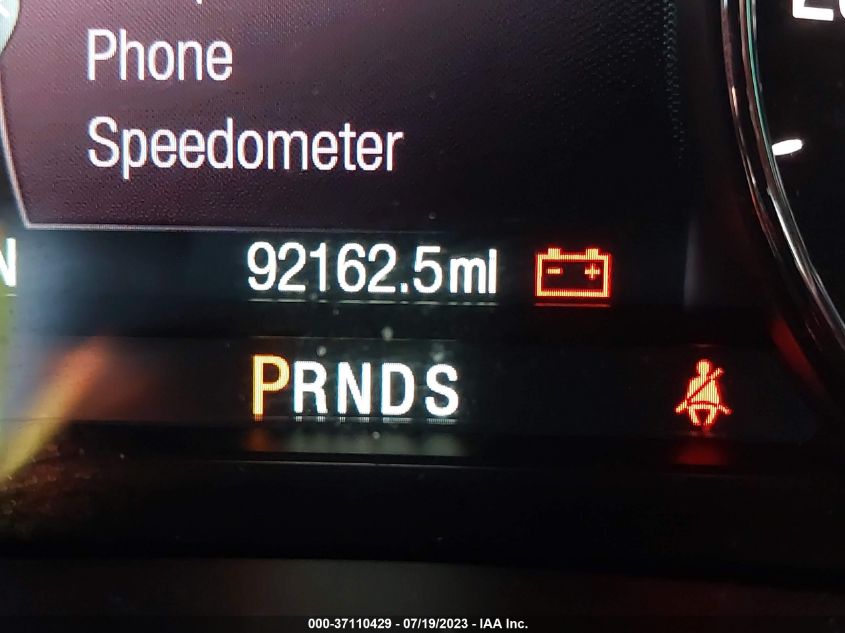 Phone
Speedometer
92162.5mi
PRNDS
000-37110429 - 07/19/2023 - IAA Inc.